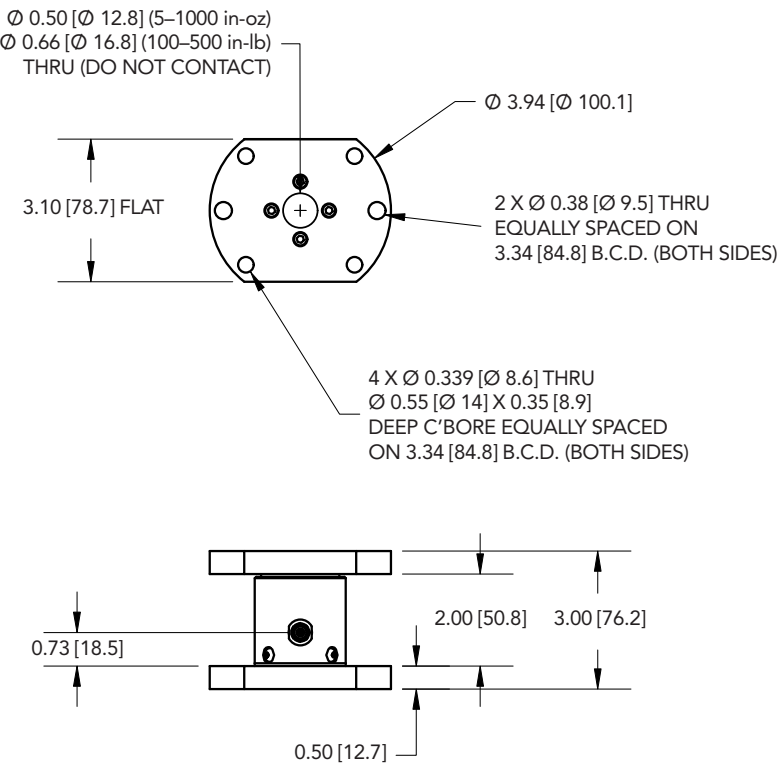 Ø 0.50 [Ø 12.8] (5–1000 in-oz)
Ø 0.66 [Ø 16.8] (100–500 in-lb)
THRU (DO NOT CONTACT)
Ø 3.94 [Ø 100.1]
3.10 [78.7] FLAT
2 X Ø 0.38 [Ø 9.5] THRU
EQUALLY SPACED ON
3.34 [84.8] B.C.D. (BOTH SIDES)
4 X Ø 0.339 [Ø 8.6] THRU
Ø 0.55 [Ø 14] X 0.35 [8.9]
DEEP C'BORE EQUALLY SPACED
ON 3.34 [84.8] B.C.D. (BOTH SIDES)
2.00 [50.8]
3.00 [76.2]
0.73 [18.5]
0.50 [12.7]